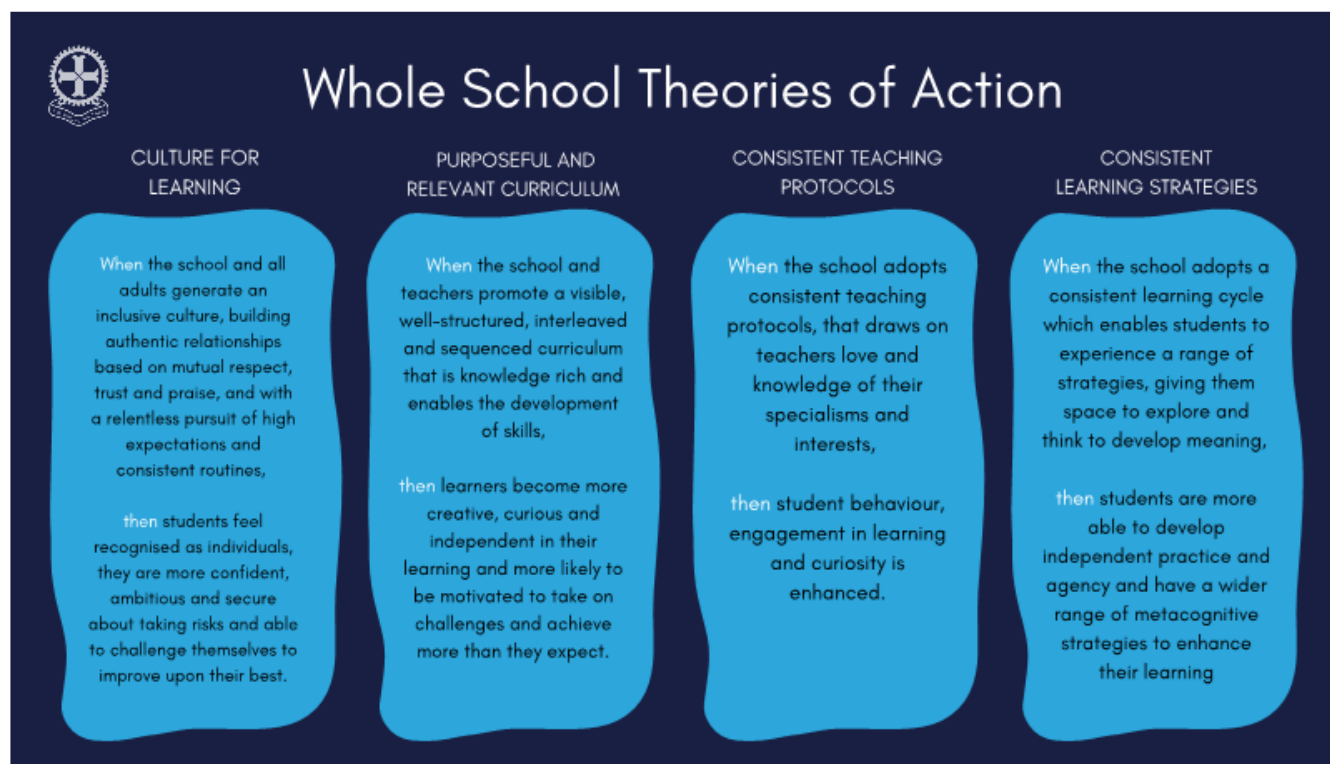 Whole School Theories of Action
CULTURE FOR
LEARNING
When the school and all
adults generate an
inclusive culture, building
authentic relationships
based on mutual respect,
trust and praise, and with
a relentless pursuit of high
expectations and
consistent routines,
then students feel
recognised as individuals,
they are more confident,
ambitious and secure
about taking risks and able
to challenge themselves to
improve upon their best.
PURPOSEFUL AND
RELEVANT CURRICULUM
When the school and
teachers promote a visible,
well-structured, interleaved
and sequenced curriculum
that is knowledge rich and
enables the development
of skills,
then learners become more
creative, curious and
independent in their
learning and more likely to
be motivated to take on
challenges and achieve
more than they expect.
CONSISTENT TEACHING
PROTOCOLS
When the school adopts
consistent teaching
protocols, that draws on
teachers love and
knowledge of their
specialisms and
interests,
then student behaviour,
engagement in learning
and curiosity is
enhanced.
CONSISTENT
LEARNING STRATEGIES
When the school adopts a
consistent learning cycle
which enables students to
experience a range of
strategies, giving them
space to explore and
think to develop meaning,
then students are more
able to develop
independent practice and
agency and have a wider
range of metacognitive
strategies to enhance
their learning